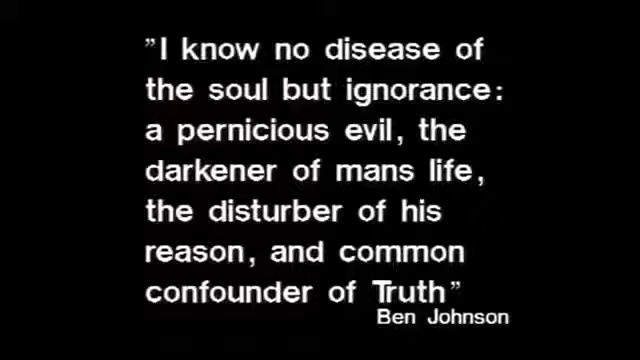 ”I know no disease of
the soul but ignorance:
a pernicious evil, the
darkener of mans life,
the disturber of his
reason, and common
confounder of Truth”
Ben Johnson